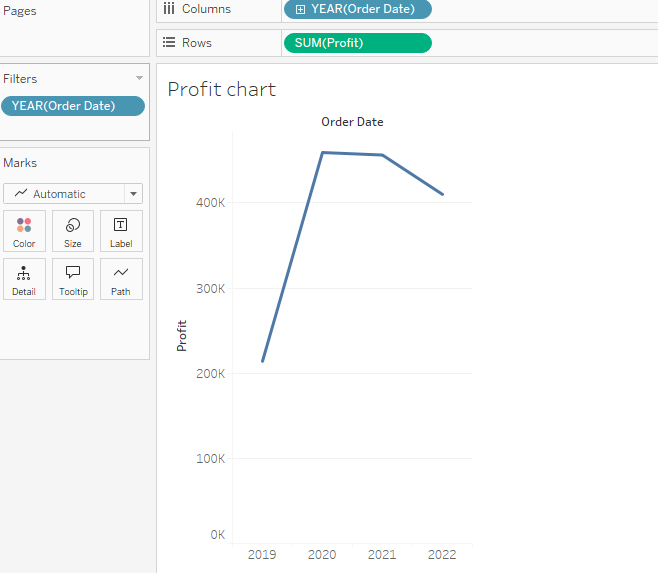 Pages
Columns
YEAR(Order Date)
Rows
SUM(Profit)
Filters
YEAR(Order Date)
Marks
Automatic
Color
Size
Label
Detail
Tooltip
Path
Profit chart
Order Date
400K
300K
200K
100K
0K
Profit
2019 2020 2021 2022